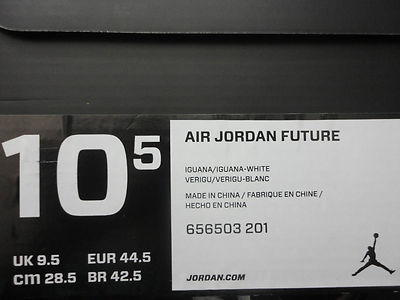 10 5
UK 9.5 EUR 44.5
cm 28.5 BR 42.5
AIR JORDAN FUTURE
IGUANA/IGUANA-WHITE
VERIGU/VERIGU-BLANC
MADE IN CHINA / FABRIQUE EN CHINE /
HECHO EN CHINA
656503 201
JORDAN.COM